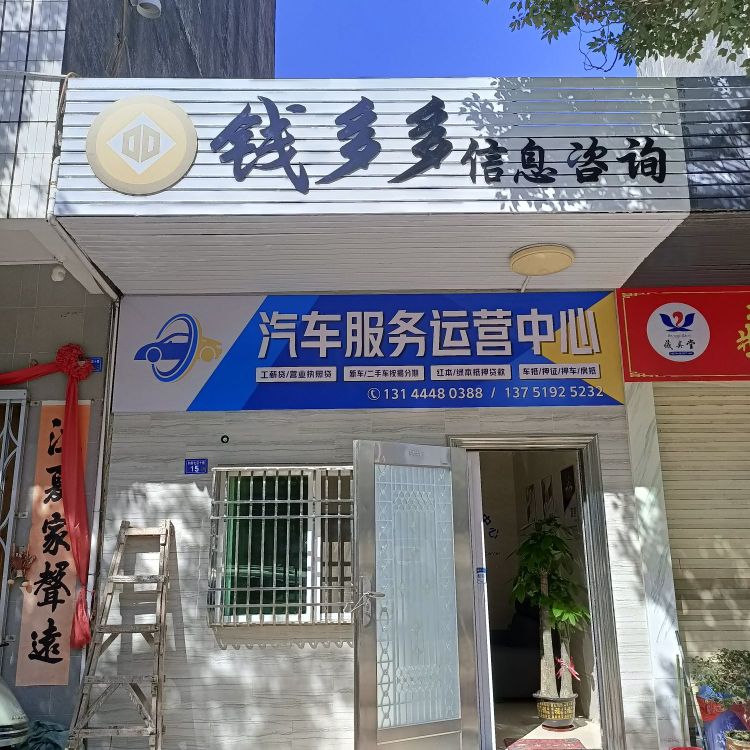 钱多多信息咨询
汽车服务运营中心
工薪贷/营业执照贷 新车/二手车按揭分期 红本/绿本抵押贷款 车抵/押证/押车/房抵
131 4448 0388 / 137 5192 5232
15
江夏家聲遠